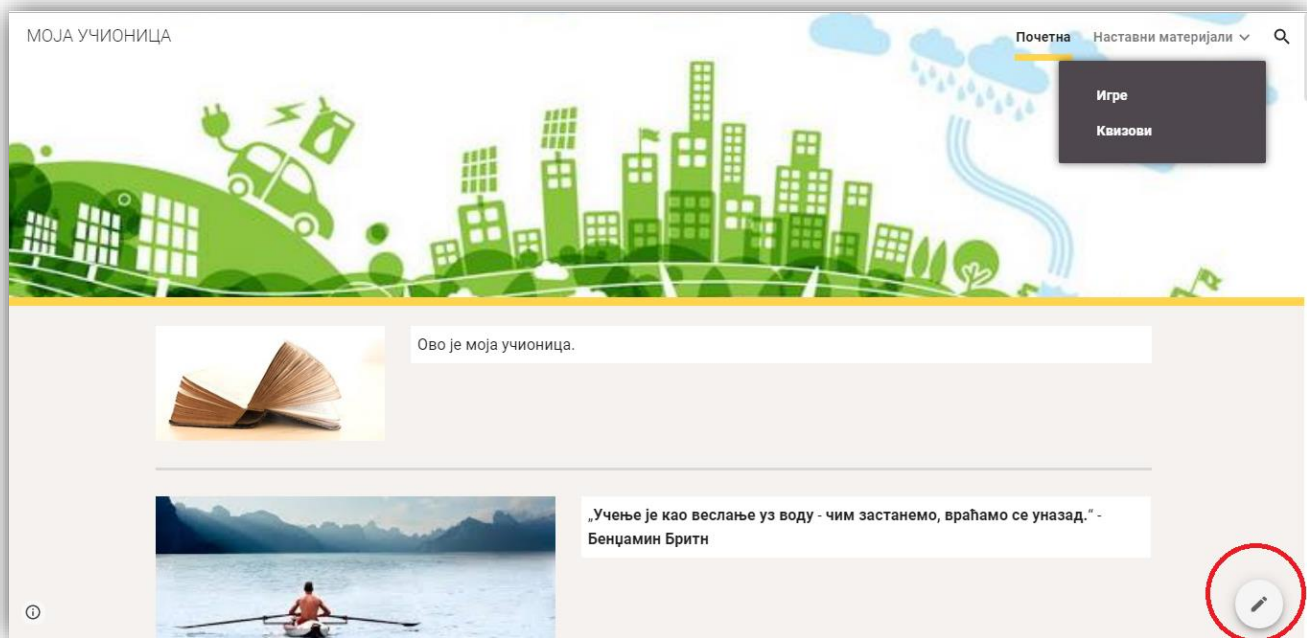 МОЈА УЧИОНИЦА
Почетна Наставни материјали
Игре
Квизови
Ово је моја учионица.
„Учење је као веслање уз воду - чим застанемо, враћамо се уназад.“ -
Бенџамин Бритн